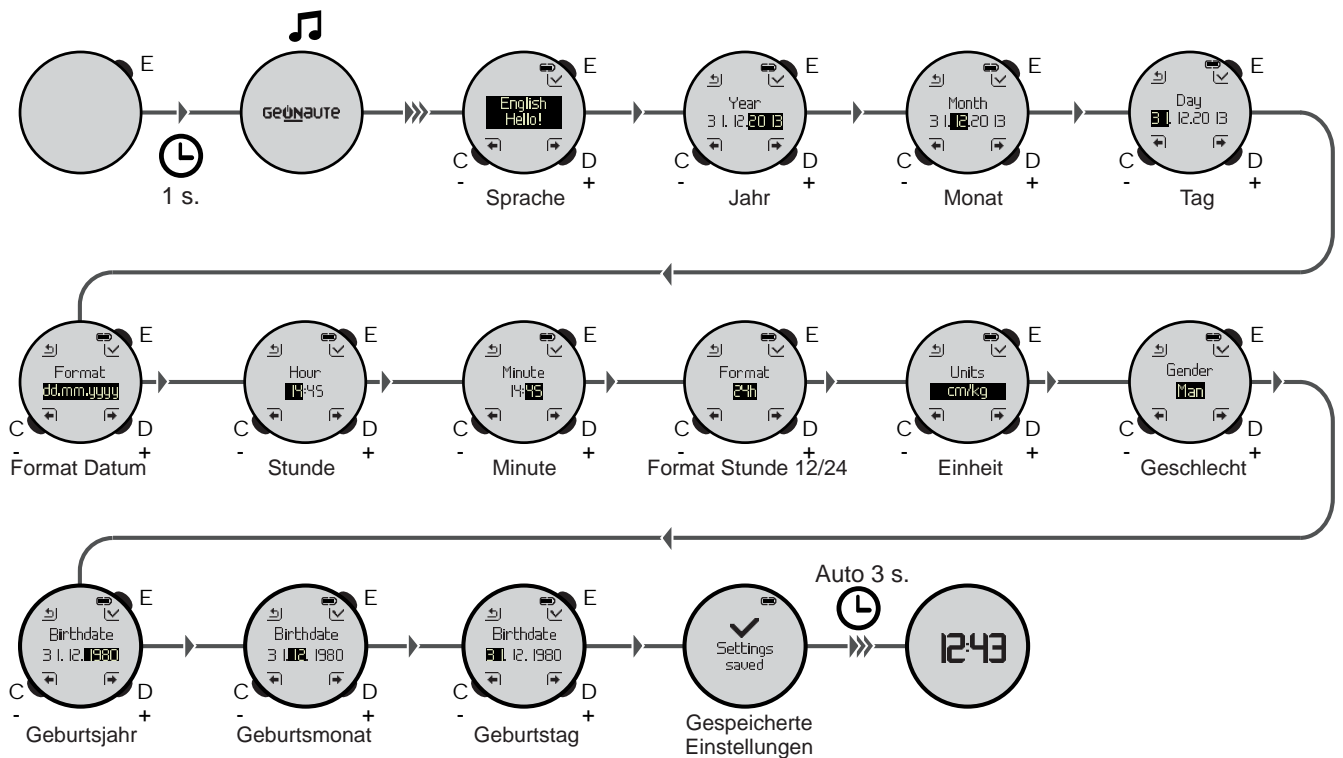 E
1 s.
GEONAUTE
English
Hello!
E
C
-
D
+
Sprache
Year
31.12.2013
E
C
-
D
+
Jahr
Month
31.12.2013
E
C
-
D
+
Monat
Day
31.12.2013
E
C
-
D
+
Tag
Format
dd.mm.yyyy
E
C
-
D
+
Format Datum
Hour
14:45
E
C
-
D
+
Stunde
Minute
14:45
E
C
-
D
+
Minute
Format
24h
E
C
-
D
+
Format Stunde 12/24
Units
cm/kg
E
C
-
D
+
Einheit
Gender
Man
E
C
-
D
+
Geschlecht
Birthdate
31.12.1980
E
C
-
D
+
Geburtsjahr
Birthdate
31.12.1980
E
C
-
D
+
Geburtsmonat
Birthdate
31.12.1980
E
C
-
D
+
Geburtstag
Settings
saved
Gespeicherte
Einstellungen
Auto 3 s.
12:43